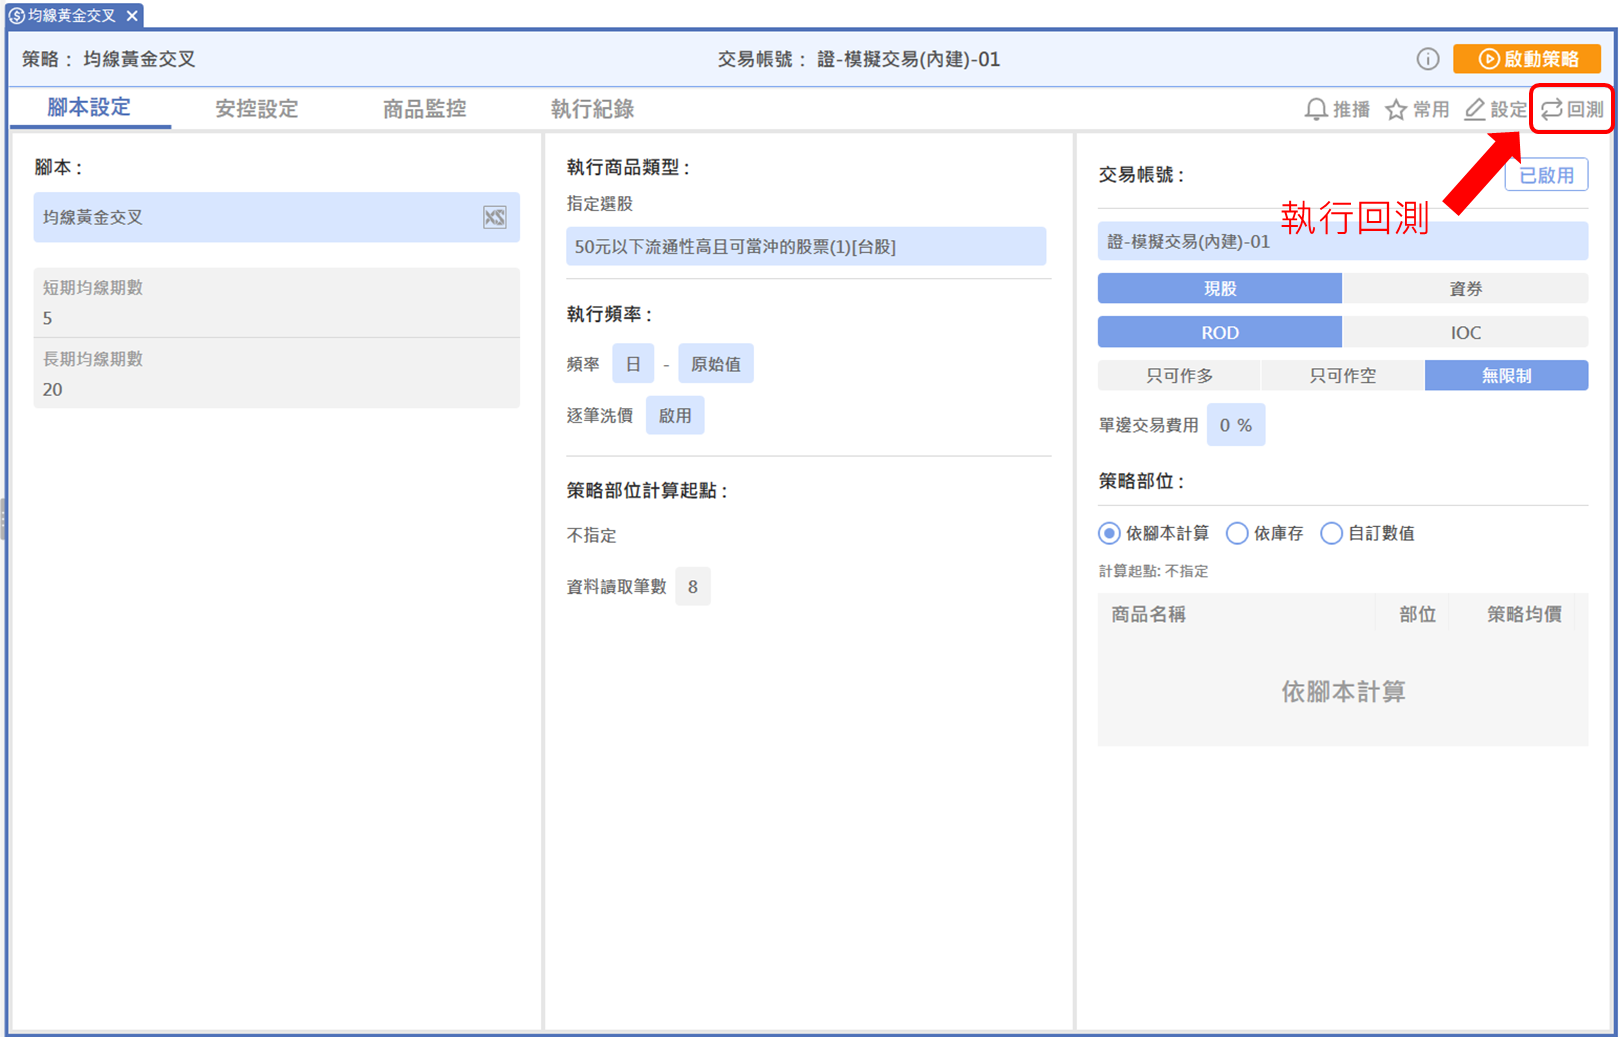 均線黃金交叉
策略： 均線黃金交叉
交易帳號： 證-模擬交易(內建)-01
啟動策略
腳本設定 安控設定 商品監控 執行紀錄
推播 常用 設定 回測
腳本：
均線黃金交叉 XS
短期均線期數
5
長期均線期數
20
執行商品類型：
指定選股
50元以下流通性高且可當沖的股票(1)[台股]
執行頻率：
頻率 日 - 原始值
逐筆洗價 啟用
策略部位計算起點：
不指定
資料讀取筆數 8
交易帳號： 已啟用
執行回測
證-模擬交易(內建)-01
現股 資券
ROD IOC
只可作多 只可作空 無限制
單邊交易費用 0 %
策略部位：
依腳本計算 依庫存 自訂數值
計算起點: 不指定
商品名稱 部位 策略均價
依腳本計算